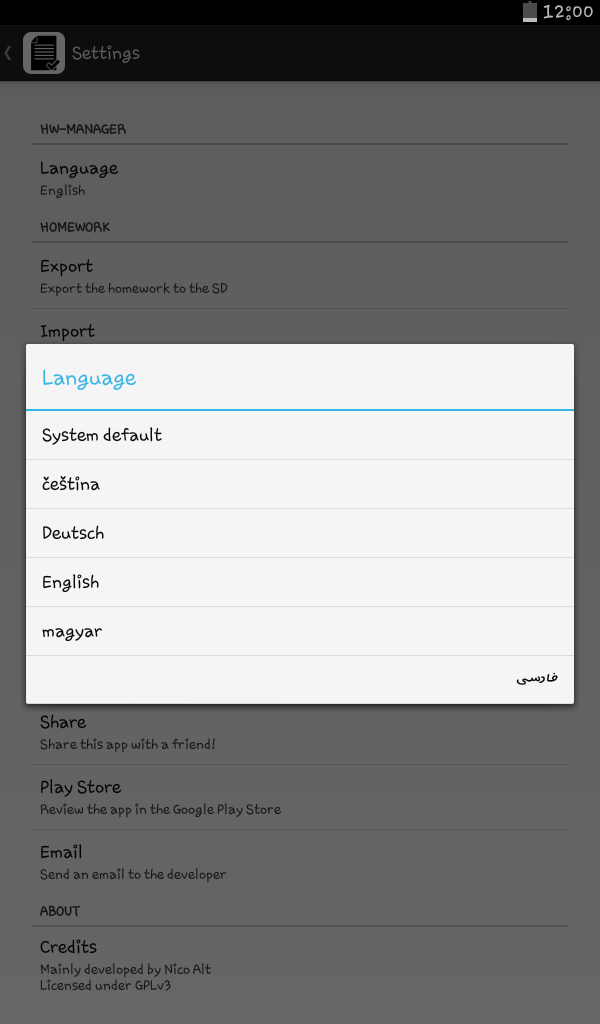 12:00
Settings
HW-MANAGER
Language
English
HOMEWORK
Export
Export the homework to the SD
Import
Language
System default
čeština
Deutsch
English
magyar
فارسی
Share
Share this app with a friend!
Play Store
Review the app in the Google Play Store
Email
Send an email to the developer
ABOUT
Credits
Mainly developed by Nico Alt
Licensed under GPLv3